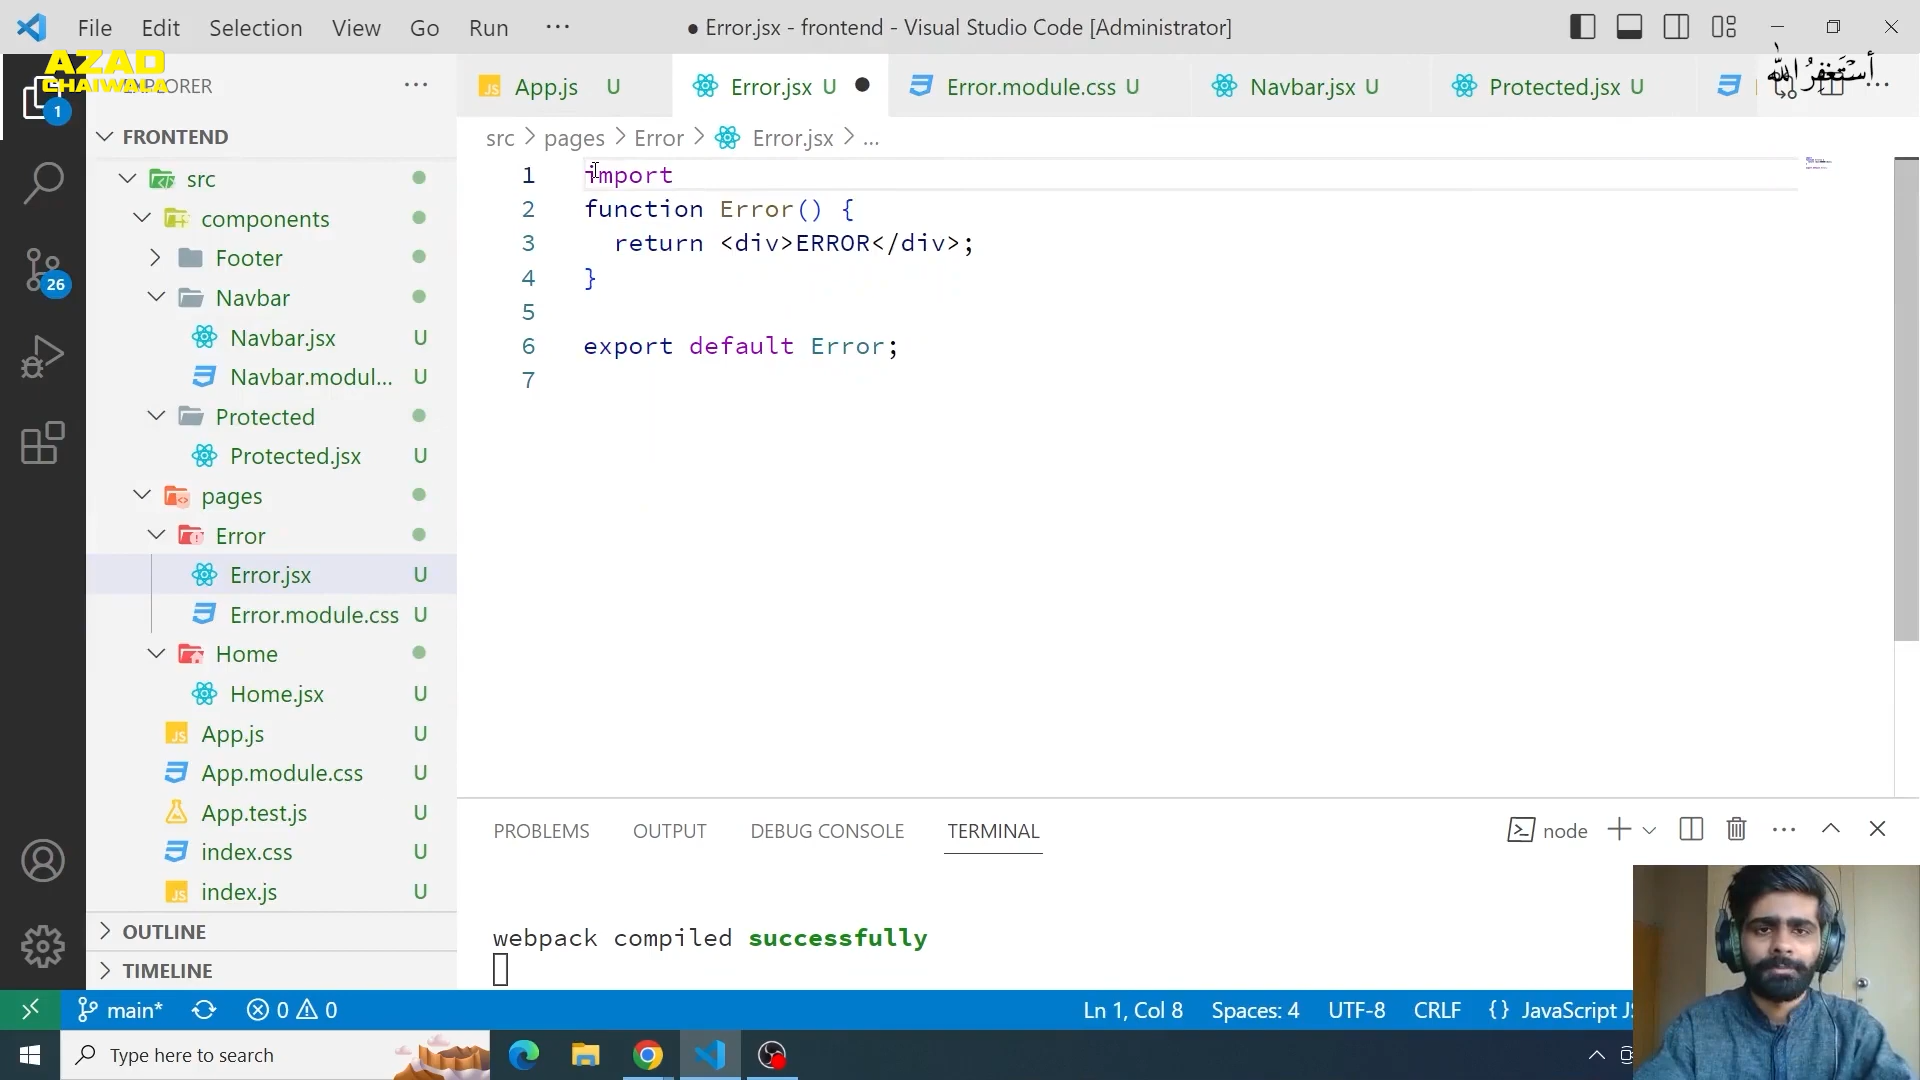 File Edit Selection View Go Run ···
● Error.jsx - frontend - Visual Studio Code [Administrator]
AZAD
CHAIWALA
EXPLORER ···
App.js U
Error.jsx U
Error.module.css U
Navbar.jsx U
Protected.jsx U
أَسْتَغْفِرُ اللّٰه
src > pages > Error > Error.jsx > ...
1
FRONTEND
src
components
Footer
Navbar
Navbar.jsx U
Navbar.modul... U
Protected
Protected.jsx U
pages
Error
Error.jsx U
Error.module.css U
Home
Home.jsx U
App.js U
App.module.css U
App.test.js U
index.css U
index.js U
OUTLINE
TIMELINE
26
1 import
2 function Error() {
3 return <div>ERROR</div>;
4 }
5
6 export default Error;
7
PROBLEMS OUTPUT DEBUG CONSOLE TERMINAL
node
webpack compiled successfully
main* 0 0
Ln 1, Col 8 Spaces: 4 UTF-8 CRLF {} JavaScript
Type here to search